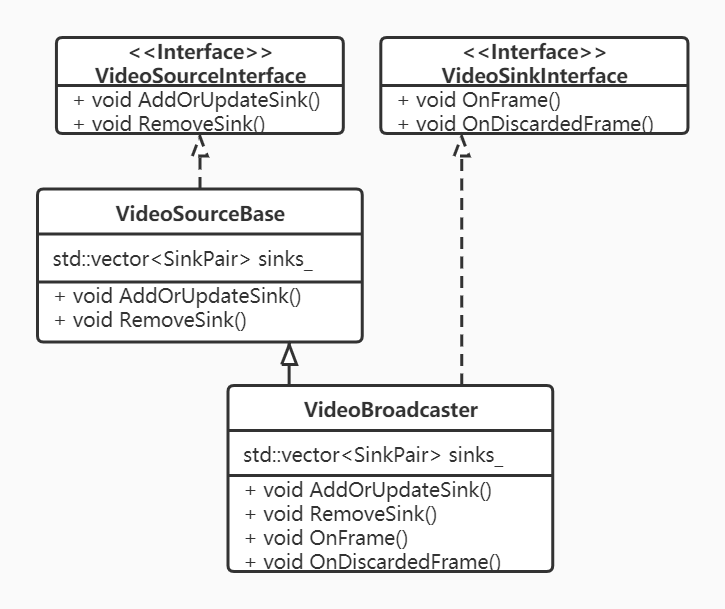 <<Interface>>
VideoSourceInterface
+ void AddOrUpdateSink()
+ void RemoveSink()
<<Interface>>
VideoSinkInterface
+ void OnFrame()
+ void OnDiscardedFrame()
VideoSourceBase
std::vector<SinkPair> sinks_
+ void AddOrUpdateSink()
+ void RemoveSink()
VideoBroadcaster
std::vector<SinkPair> sinks_
+ void AddOrUpdateSink()
+ void RemoveSink()
+ void OnFrame()
+ void OnDiscardedFrame()